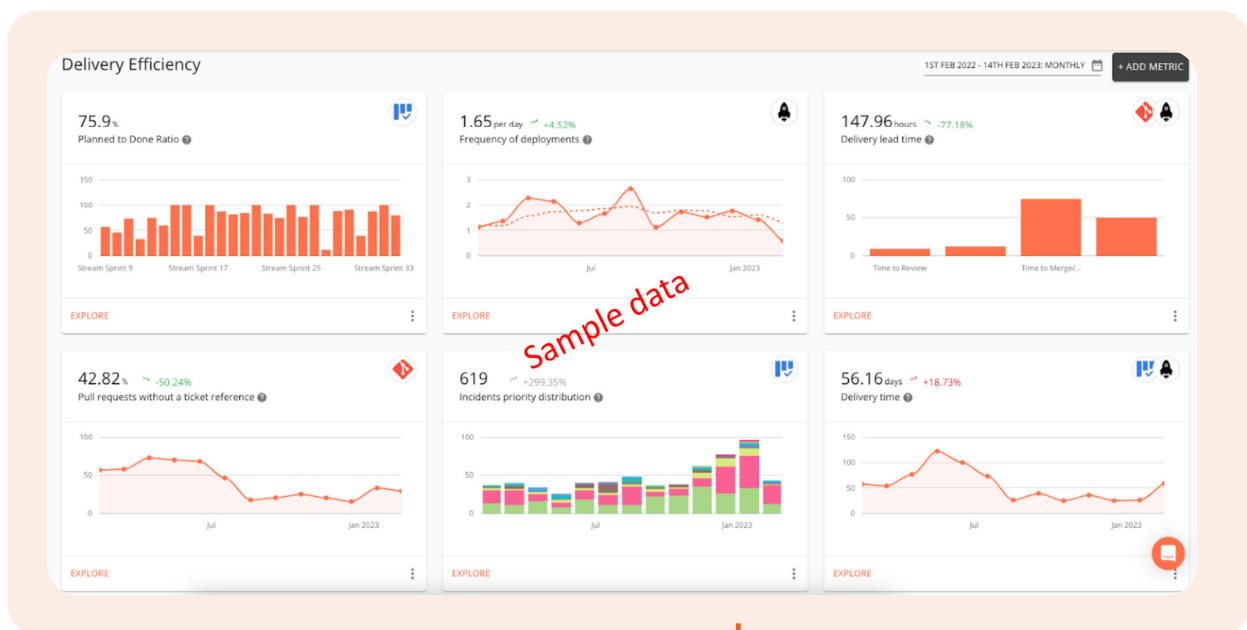 Delivery Efficiency
1ST FEB 2022 - 14TH FEB 2023: MONTHLY
+ ADD METRIC
75.9 %
Planned to Done Ratio
150
100
50
0
Stream Sprint 9 Stream Sprint 17 Stream Sprint 25 Stream Sprint 33
EXPLORE
1.65 per day +4.52%
Frequency of deployments
3
2
1
0
Jul Jan 2023
EXPLORE
147.96 hours -77.18%
Delivery lead time
100
50
0
Time to Review Time to Merge/...
EXPLORE
Sample data
42.82 % -50.24%
Pull requests without a ticket reference
100
50
0
Jul Jan 2023
EXPLORE
619 +299.35%
Incidents priority distribution
100
50
0
Jul Jan 2023
EXPLORE
56.16 days +18.73%
Delivery time
150
100
50
0
Jul Jan 2023
EXPLORE